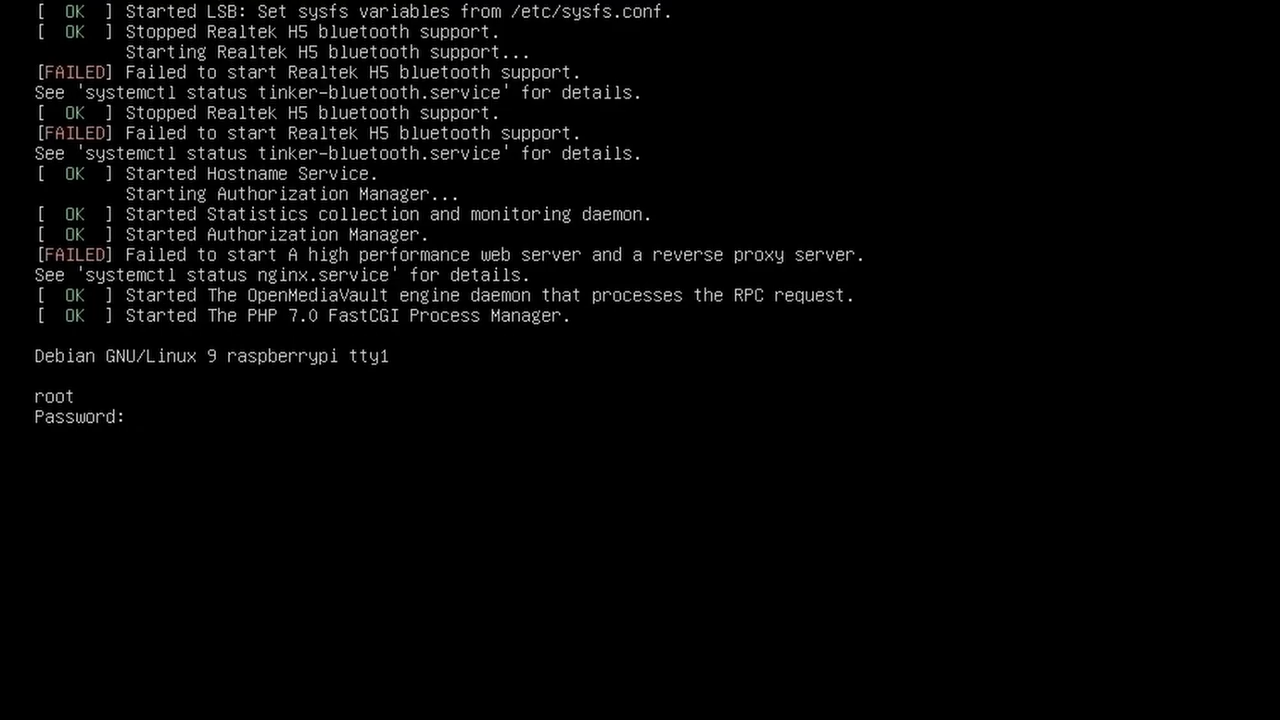 [  OK  ] Started LSB: Set sysfs variables from /etc/sysfs.conf.
[  OK  ] Stopped Realtek H5 bluetooth support.
         Starting Realtek H5 bluetooth support...
[FAILED] Failed to start Realtek H5 bluetooth support.
See 'systemctl status tinker-bluetooth.service' for details.
[  OK  ] Stopped Realtek H5 bluetooth support.
[FAILED] Failed to start Realtek H5 bluetooth support.
See 'systemctl status tinker-bluetooth.service' for details.
[  OK  ] Started Hostname Service.
         Starting Authorization Manager...
[  OK  ] Started Statistics collection and monitoring daemon.
[  OK  ] Started Authorization Manager.
[FAILED] Failed to start A high performance web server and a reverse proxy server.
See 'systemctl status nginx.service' for details.
[  OK  ] Started The OpenMediaVault engine daemon that processes the RPC request.
[  OK  ] Started The PHP 7.0 FastCGI Process Manager.
Debian GNU/Linux 9 raspberrypi tty1
root
Password: